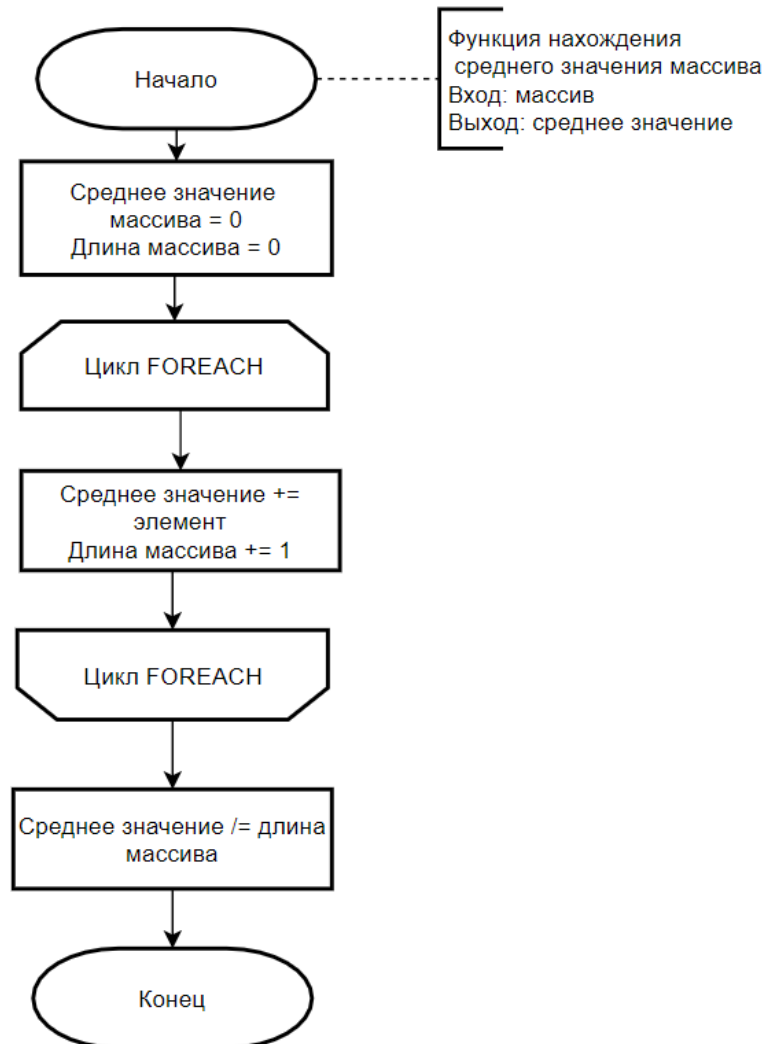 Начало
Функция нахождения
среднего значения массива
Вход: массив
Выход: среднее значение
Среднее значение
массива = 0
Длина массива = 0
Цикл FOREACH
Среднее значение +=
элемент
Длина массива += 1
Цикл FOREACH
Среднее значение /= длина
массива
Конец